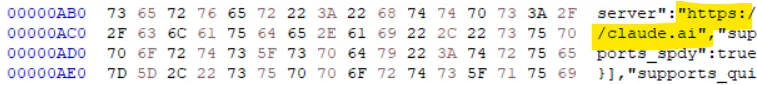 00000AB0 73 65 72 76 65 72 22 3A 22 68 74 74 70 73 3A 2F server":"https:/
00000AC0 2F 63 6C 61 75 64 65 2E 61 69 22 2C 22 73 75 70 /claude.ai","sup
00000AD0 70 6F 72 74 73 5F 73 70 64 79 22 3A 74 72 75 65 ports_spdy":true
00000AE0 7D 5D 2C 22 73 75 70 70 6F 72 74 73 5F 71 75 69 }],"supports_qui